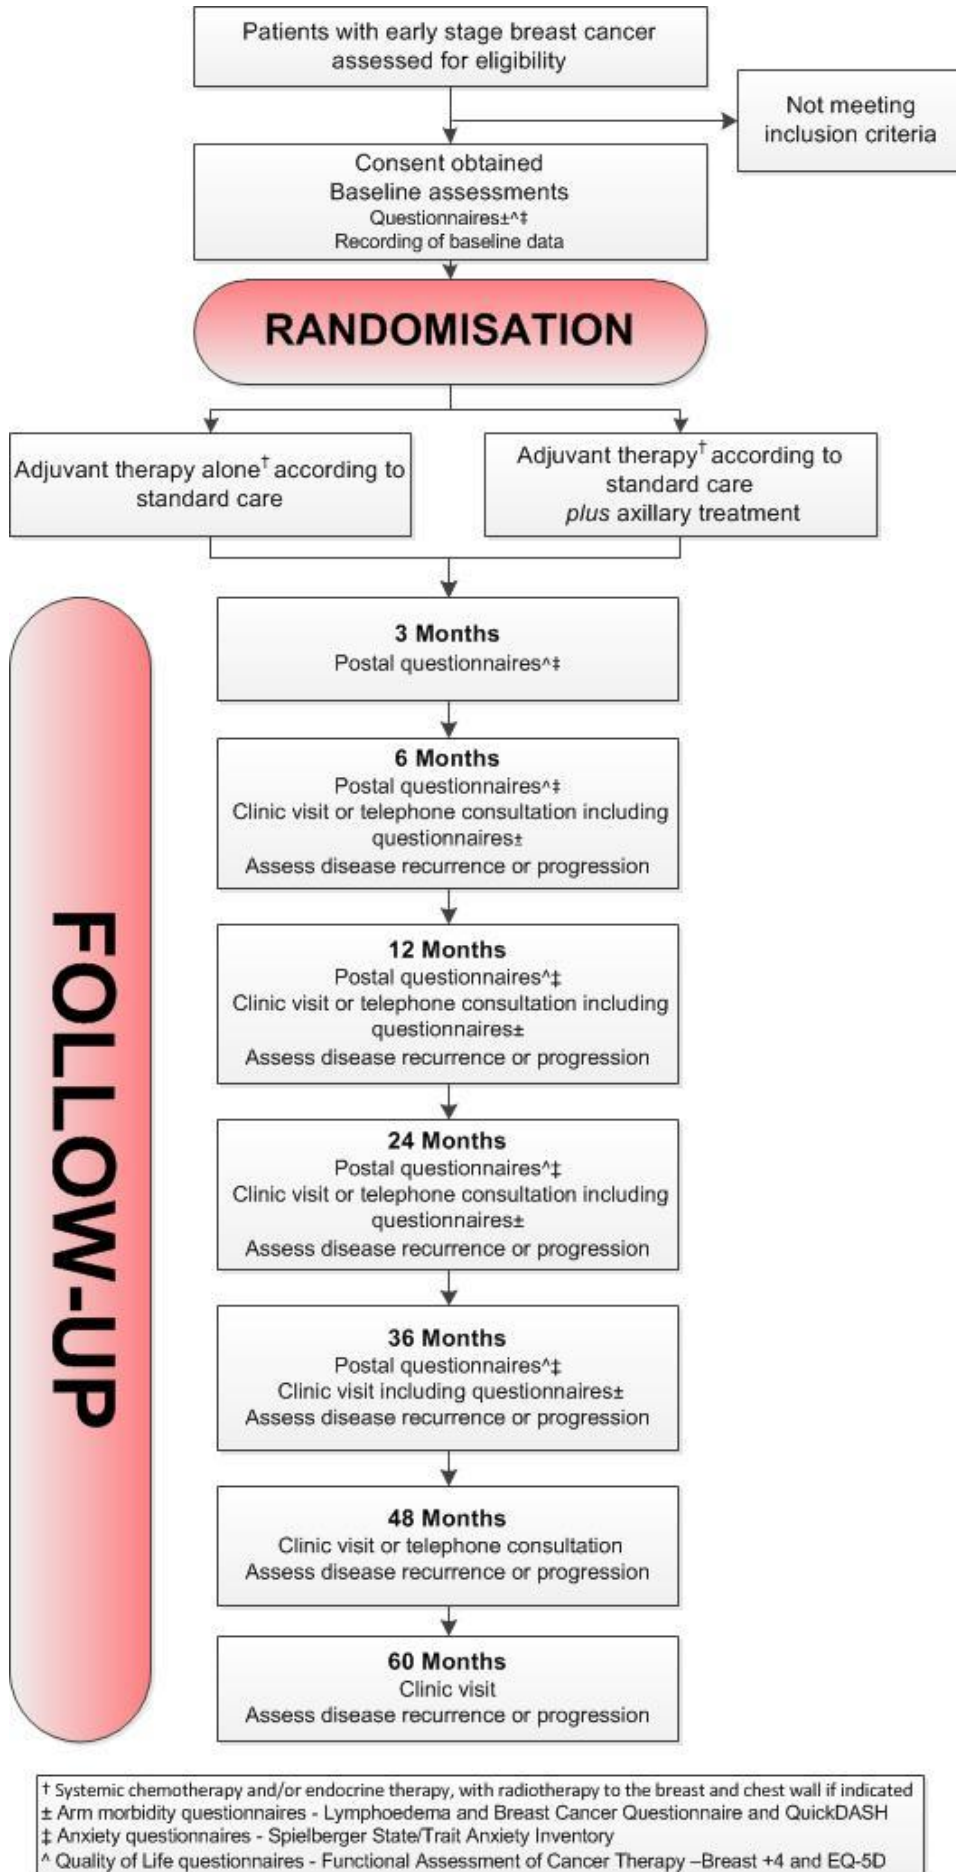 Patients with early stage breast cancer
assessed for eligibility
Not meeting
inclusion criteria
Consent obtained
Baseline assessments
Questionnaires±^‡
Recording of baseline data
RANDOMISATION
Adjuvant therapy alone† according to
standard care
Adjuvant therapy† according to
standard care
plus axillary treatment
FOLLOW-UP
3 Months
Postal questionnaires^‡
6 Months
Postal questionnaires^‡
Clinic visit or telephone consultation including
questionnaires±
Assess disease recurrence or progression
12 Months
Postal questionnaires^‡
Clinic visit or telephone consultation including
questionnaires±
Assess disease recurrence or progression
24 Months
Postal questionnaires^‡
Clinic visit or telephone consultation including
questionnaires±
Assess disease recurrence or progression
36 Months
Postal questionnaires^‡
Clinic visit including questionnaires±
Assess disease recurrence or progression
48 Months
Clinic visit or telephone consultation
Assess disease recurrence or progression
60 Months
Clinic visit
Assess disease recurrence or progression
† Systemic chemotherapy and/or endocrine therapy, with radiotherapy to the breast and chest wall if indicated
± Arm morbidity questionnaires - Lymphoedema and Breast Cancer Questionnaire and QuickDASH
‡ Anxiety questionnaires - Spielberger State/Trait Anxiety Inventory
^ Quality of Life questionnaires - Functional Assessment of Cancer Therapy –Breast +4 and EQ-5D